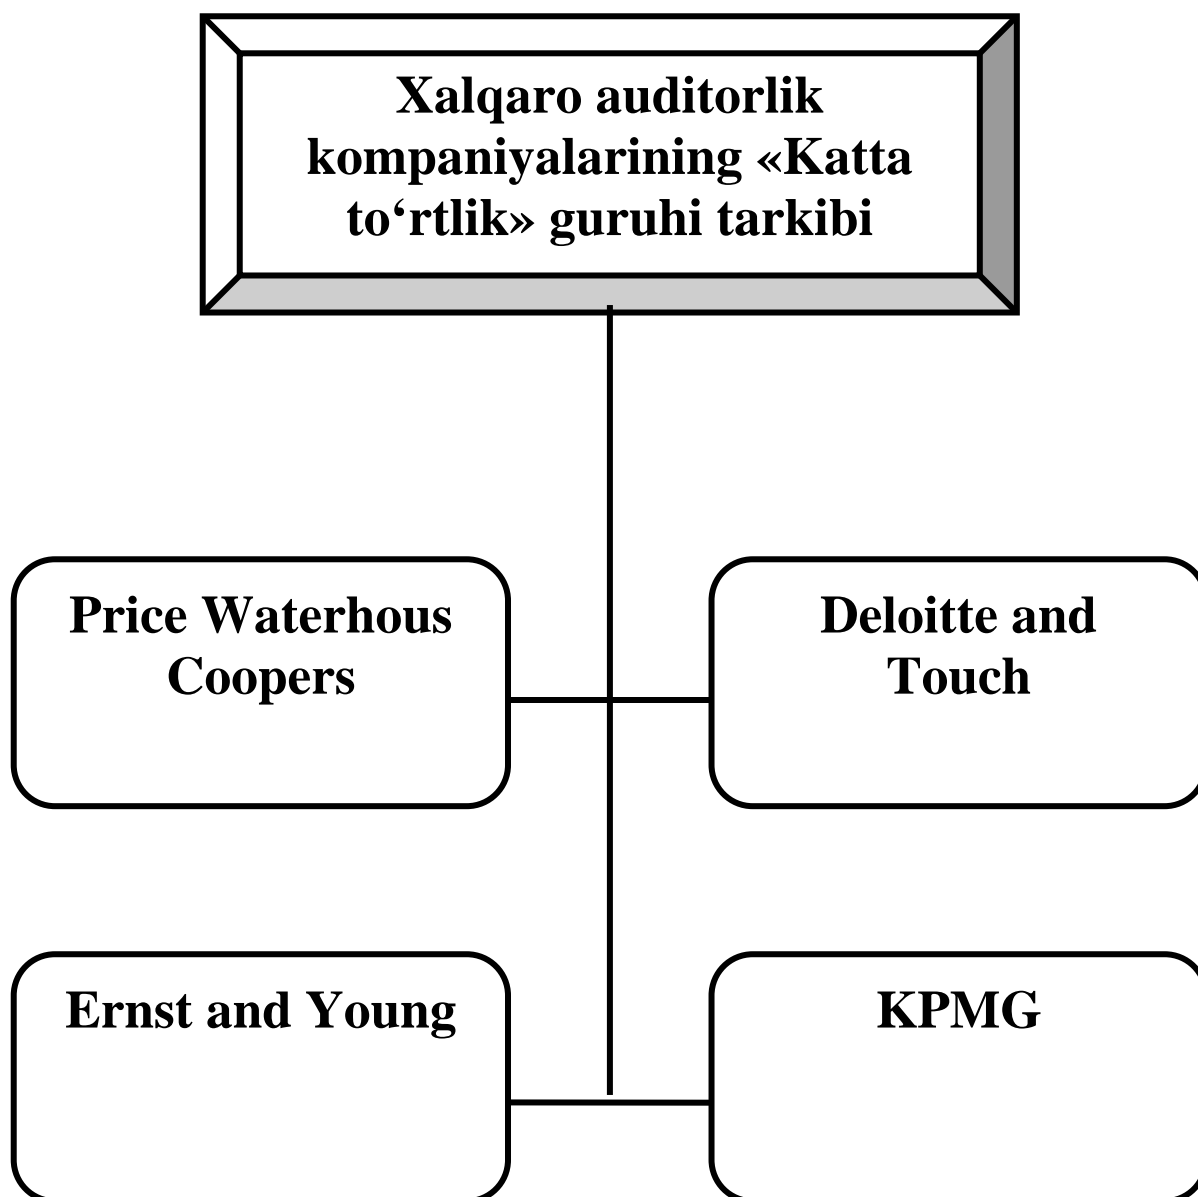 Xalqaro auditorlik
kompaniyalarining «Katta
to‘rtlik» guruhi tarkibi
Price Waterhous
Coopers
Deloitte and
Touch
Ernst and Young
KPMG